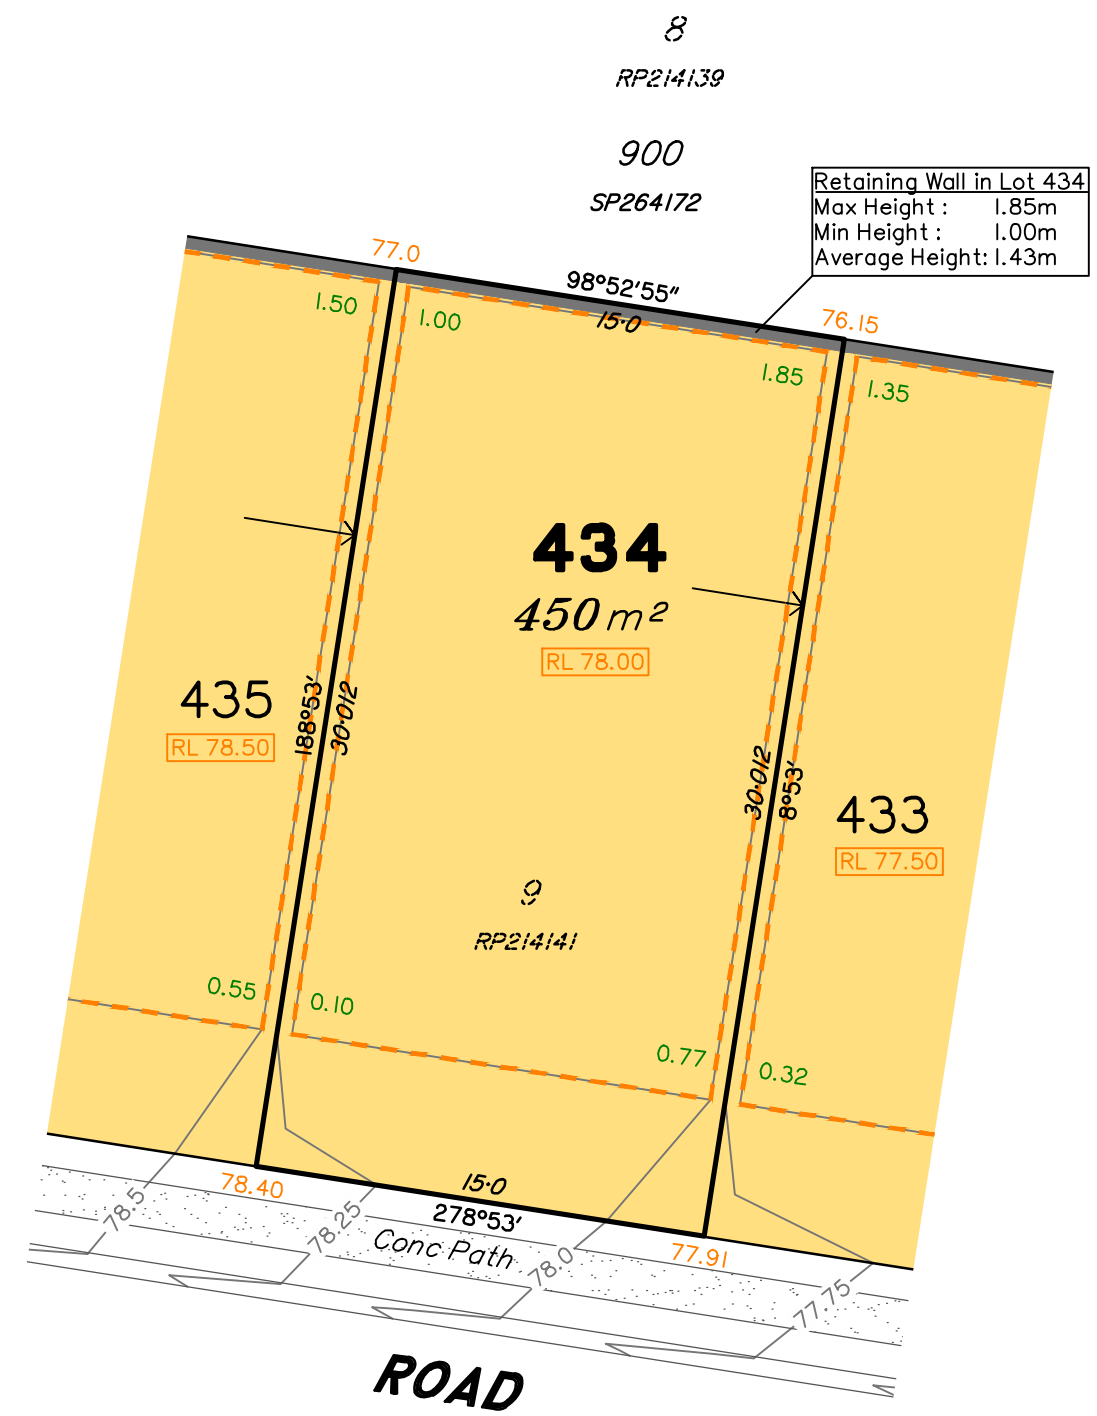 8
RP214139
900
SP264172
Retaining Wall in Lot 434
Max Height : 1.85m
Min Height : 1.00m
Average Height: 1.43m
77.0
98°52'55"
15·0
76.15
1.50
1.00
1.85
1.35
434
450 m²
RL 78.00
435
RL 78.50
188°53'
30·012
30·012
8°53'
433
RL 77.50
9
RP214141
0.55
0.10
0.77
0.32
78.40
15·0
278°53'
77.91
78.5
78.25
Conc Path
78.0
77.75
ROAD